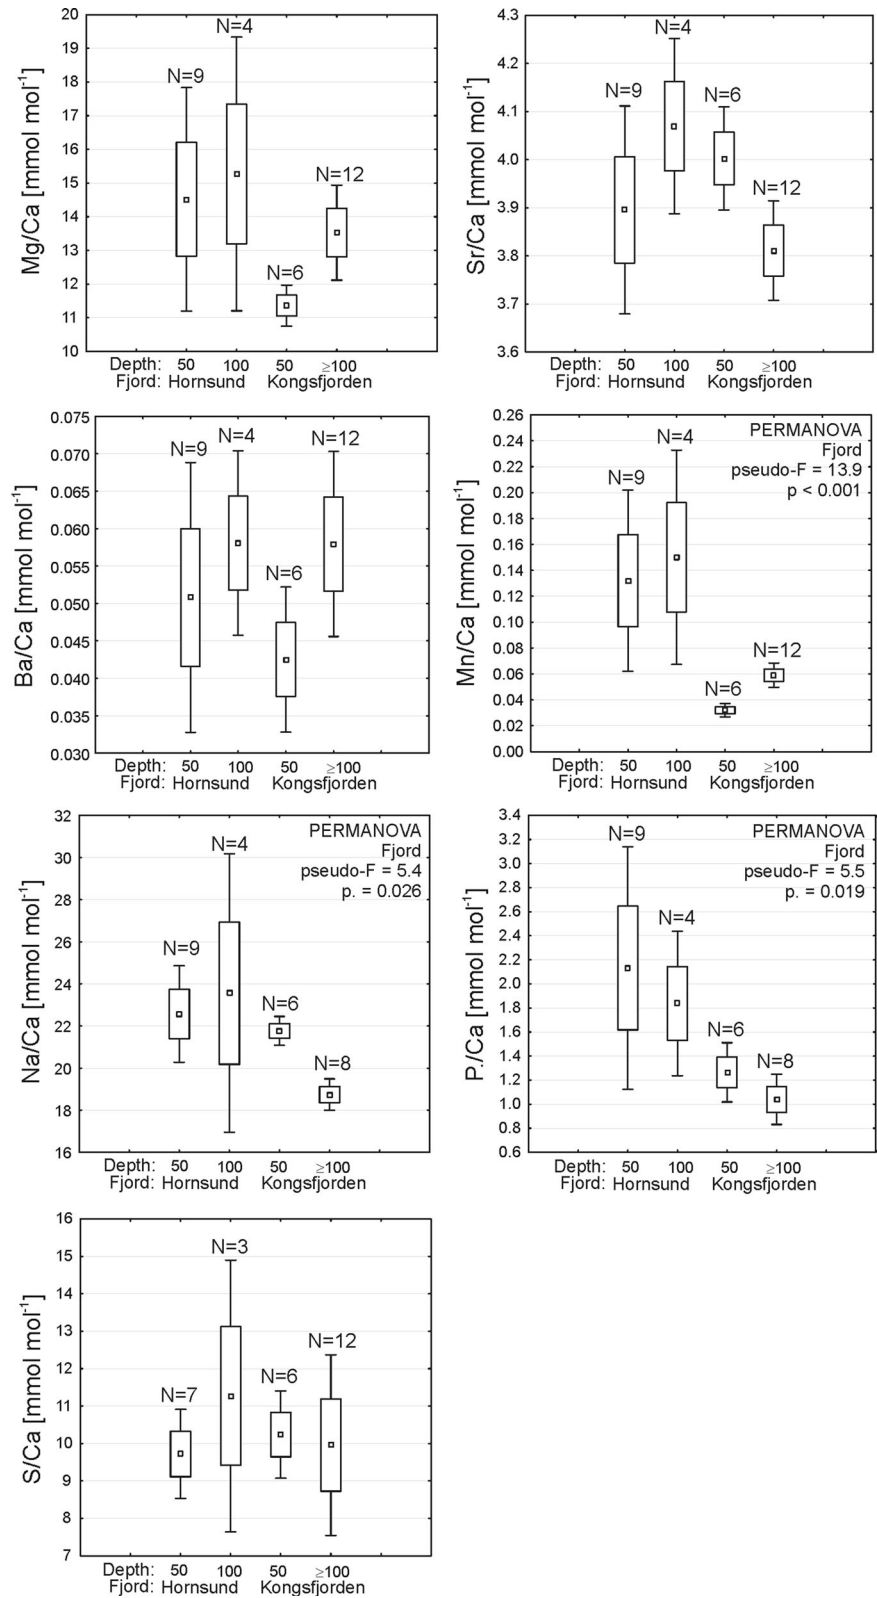 Mg/Ca [mmol mol⁻¹]
20
19
18
17
16
15
14
13
12
11
10
N=9
N=4
N=6
N=12
Depth: 50 100 50 ≥100
Fjord: Hornsund Kongsfjorden
Sr/Ca [mmol mol⁻¹]
4.3
4.2
4.1
4.0
3.9
3.8
3.7
3.6
N=9
N=4
N=6
N=12
Depth: 50 100 50 ≥100
Fjord: Hornsund Kongsfjorden
Ba/Ca [mmol mol⁻¹]
0.075
0.070
0.065
0.060
0.055
0.050
0.045
0.040
0.035
0.030
N=9
N=4
N=6
N=12
Depth: 50 100 50 ≥100
Fjord: Hornsund Kongsfjorden
Mn/Ca [mmol mol⁻¹]
0.26
0.24
0.22
0.20
0.18
0.16
0.14
0.12
0.10
0.08
0.06
0.04
0.02
0.00
N=9
N=4
N=6
N=12
PERMANOVA
Fjord
pseudo-F = 13.9
p < 0.001
Depth: 50 100 50 ≥100
Fjord: Hornsund Kongsfjorden
Na/Ca [mmol mol⁻¹]
32
30
28
26
24
22
20
18
16
N=9
N=4
N=6
N=8
PERMANOVA
Fjord
pseudo-F = 5.4
p. = 0.026
Depth: 50 100 50 ≥100
Fjord: Hornsund Kongsfjorden
P./Ca [mmol mol⁻¹]
3.4
3.2
3.0
2.8
2.6
2.4
2.2
2.0
1.8
1.6
1.4
1.2
1.0
0.8
0.6
N=9
N=4
N=6
N=8
PERMANOVA
Fjord
pseudo-F = 5.5
p. = 0.019
Depth: 50 100 50 ≥100
Fjord: Hornsund Kongsfjorden
S/Ca [mmol mol⁻¹]
16
15
14
13
12
11
10
9
8
7
N=7
N=3
N=6
N=12
Depth: 50 100 50 ≥100
Fjord: Hornsund Kongsfjorden